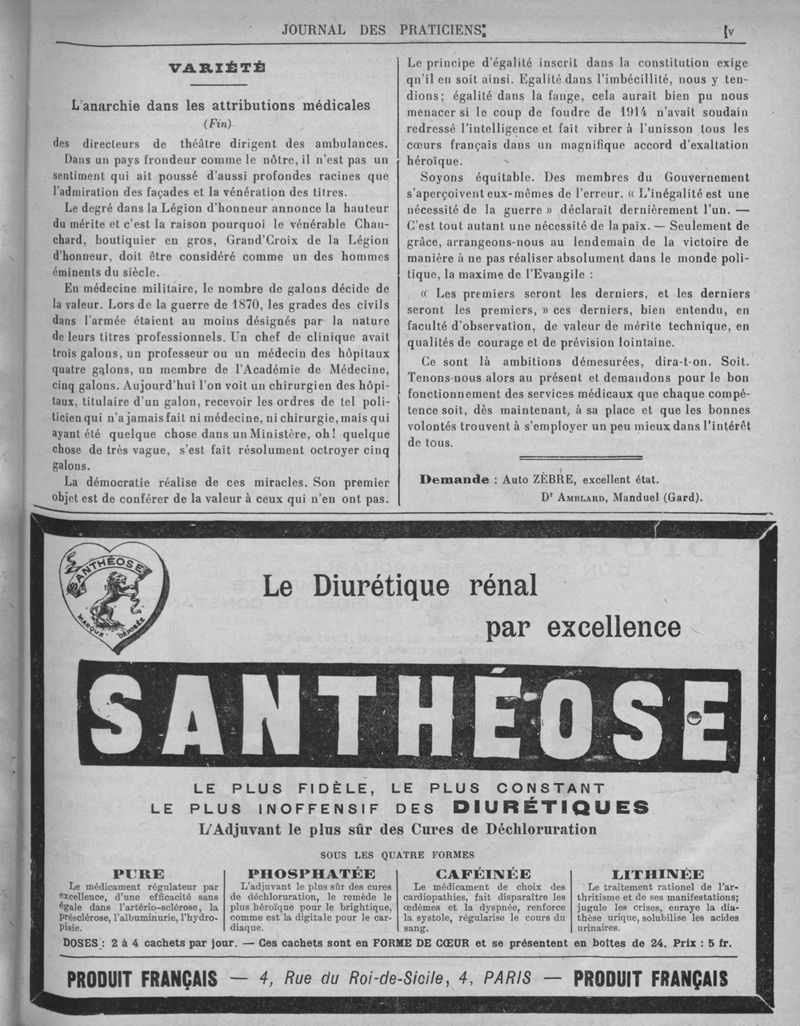 JOURNAL DES PRATICIENS
v
VARIÉTÉ
L'anarchie dans les attributions médicales
(Fin)
des directeurs de théâtre dirigent des ambulances.
Dans un pays frondeur comme le nôtre, il n'est pas un
sentiment qui ait poussé d'aussi profondes racines que
l'admiration des façades et la vénération des titres.
Le degré dans la Légion d'honneur annonce la hauteur
du mérite et c'est la raison pourquoi le vénérable Chau-
chard, boutiquier en gros, Grand'Croix de la Légion
d'honneur, doit être considéré comme un des hommes
éminents du siècle.
En médecine militaire, le nombre de galons décide de
la valeur. Lors de la guerre de 1870, les grades des civils
dans l'armée étaient au moins désignés par la nature
de leurs titres professionnels. Un chef de clinique avait
trois galons, un professeur ou un médecin des hôpitaux
quatre galons, un membre de l'Académie de Médecine,
cinq galons. Aujourd'hui l'on voit un chirurgien des hôpi-
taux, titulaire d'un galon, recevoir les ordres de tel poli-
ticien qui n'a jamais fait ni médecine, ni chirurgie, mais qui
ayant été quelque chose dans un Ministère, oh! quelque
chose de très vague, s'est fait résolument octroyer cinq
galons.
La démocratie réalise de ces miracles. Son premier
objet est de conférer de la valeur à ceux qui n'en ont pas.
Le principe d'égalité inscrit dans la constitution exige
qu'il en soit ainsi. Egalité dans l'imbécillité, nous y ten-
dions; égalité dans la fange, cela aurait bien pu nous
menacer si le coup de foudre de 1914 n'avait soudain
redressé l'intelligence et fait vibrer à l'unisson tous les
cœurs français dans un magnifique accord d'exaltation
héroïque.
Soyons équitable. Des membres du Gouvernement
s'aperçoivent eux-mêmes de l'erreur. « L'inégalité est une
nécessité de la guerre » déclarait dernièrement l'un. —
C'est tout autant une nécessité de la paix. — Seulement de
grâce, arrangeons-nous au lendemain de la victoire de
manière à ne pas réaliser absolument dans le monde poli-
tique, la maxime de l'Evangile :
« Les premiers seront les derniers, et les derniers
seront les premiers, » ces derniers, bien entendu, en
faculté d'observation, de valeur de mérite technique, en
qualités de courage et de prévision lointaine.
Ce sont là ambitions démesurées, dira-t-on. Soit.
Tenons-nous alors au présent et demandons pour le bon
fonctionnement des services médicaux que chaque compé-
tence soit, dès maintenant, à sa place et que les bonnes
volontés trouvent à s'employer un peu mieux dans l'intérêt
de tous.
Demande : Auto ZÈBRE, excellent état.
Dr AMBLARD, Manduel (Gard).
SANTHÉOSE
MARQUE DÉPOSÉE
Le Diurétique rénal
par excellence
SANTHÉOSE
LE PLUS FIDÈLE, LE PLUS CONSTANT
LE PLUS INOFFENSIF DES DIURÉTIQUES
L'Adjuvant le plus sûr des Cures de Déchloruration
SOUS LES QUATRE FORMES
PURE
Le médicament régulateur par
excellence, d'une efficacité sans
égale dans l'artério-sclérose, la
présclérose, l'albuminurie, l'hydro-
pisie.
PHOSPHATÉE
L'adjuvant le plus sûr des cures
de déchloruration, le remède le
plus héroïque pour le brightique,
comme est la digitale pour le car-
diaque.
CAFÉINÉE
Le médicament de choix des
cardiopathies, fait disparaître les
œdèmes et la dyspnée, renforce
la systole, régularise le cours du
sang.
LITHINÉE
Le traitement rationel de l'ar-
thritisme et de ses manifestations;
jugule les crises, enraye la dia-
thèse urique, solubilise les acides
urinaires.
DOSES : 2 à 4 cachets par jour. — Ces cachets sont en FORME DE CŒUR et se présentent en boîtes de 24. Prix : 5 fr.
PRODUIT FRANÇAIS — 4, Rue du Roi-de-Sicile, 4, PARIS — PRODUIT FRANÇAIS